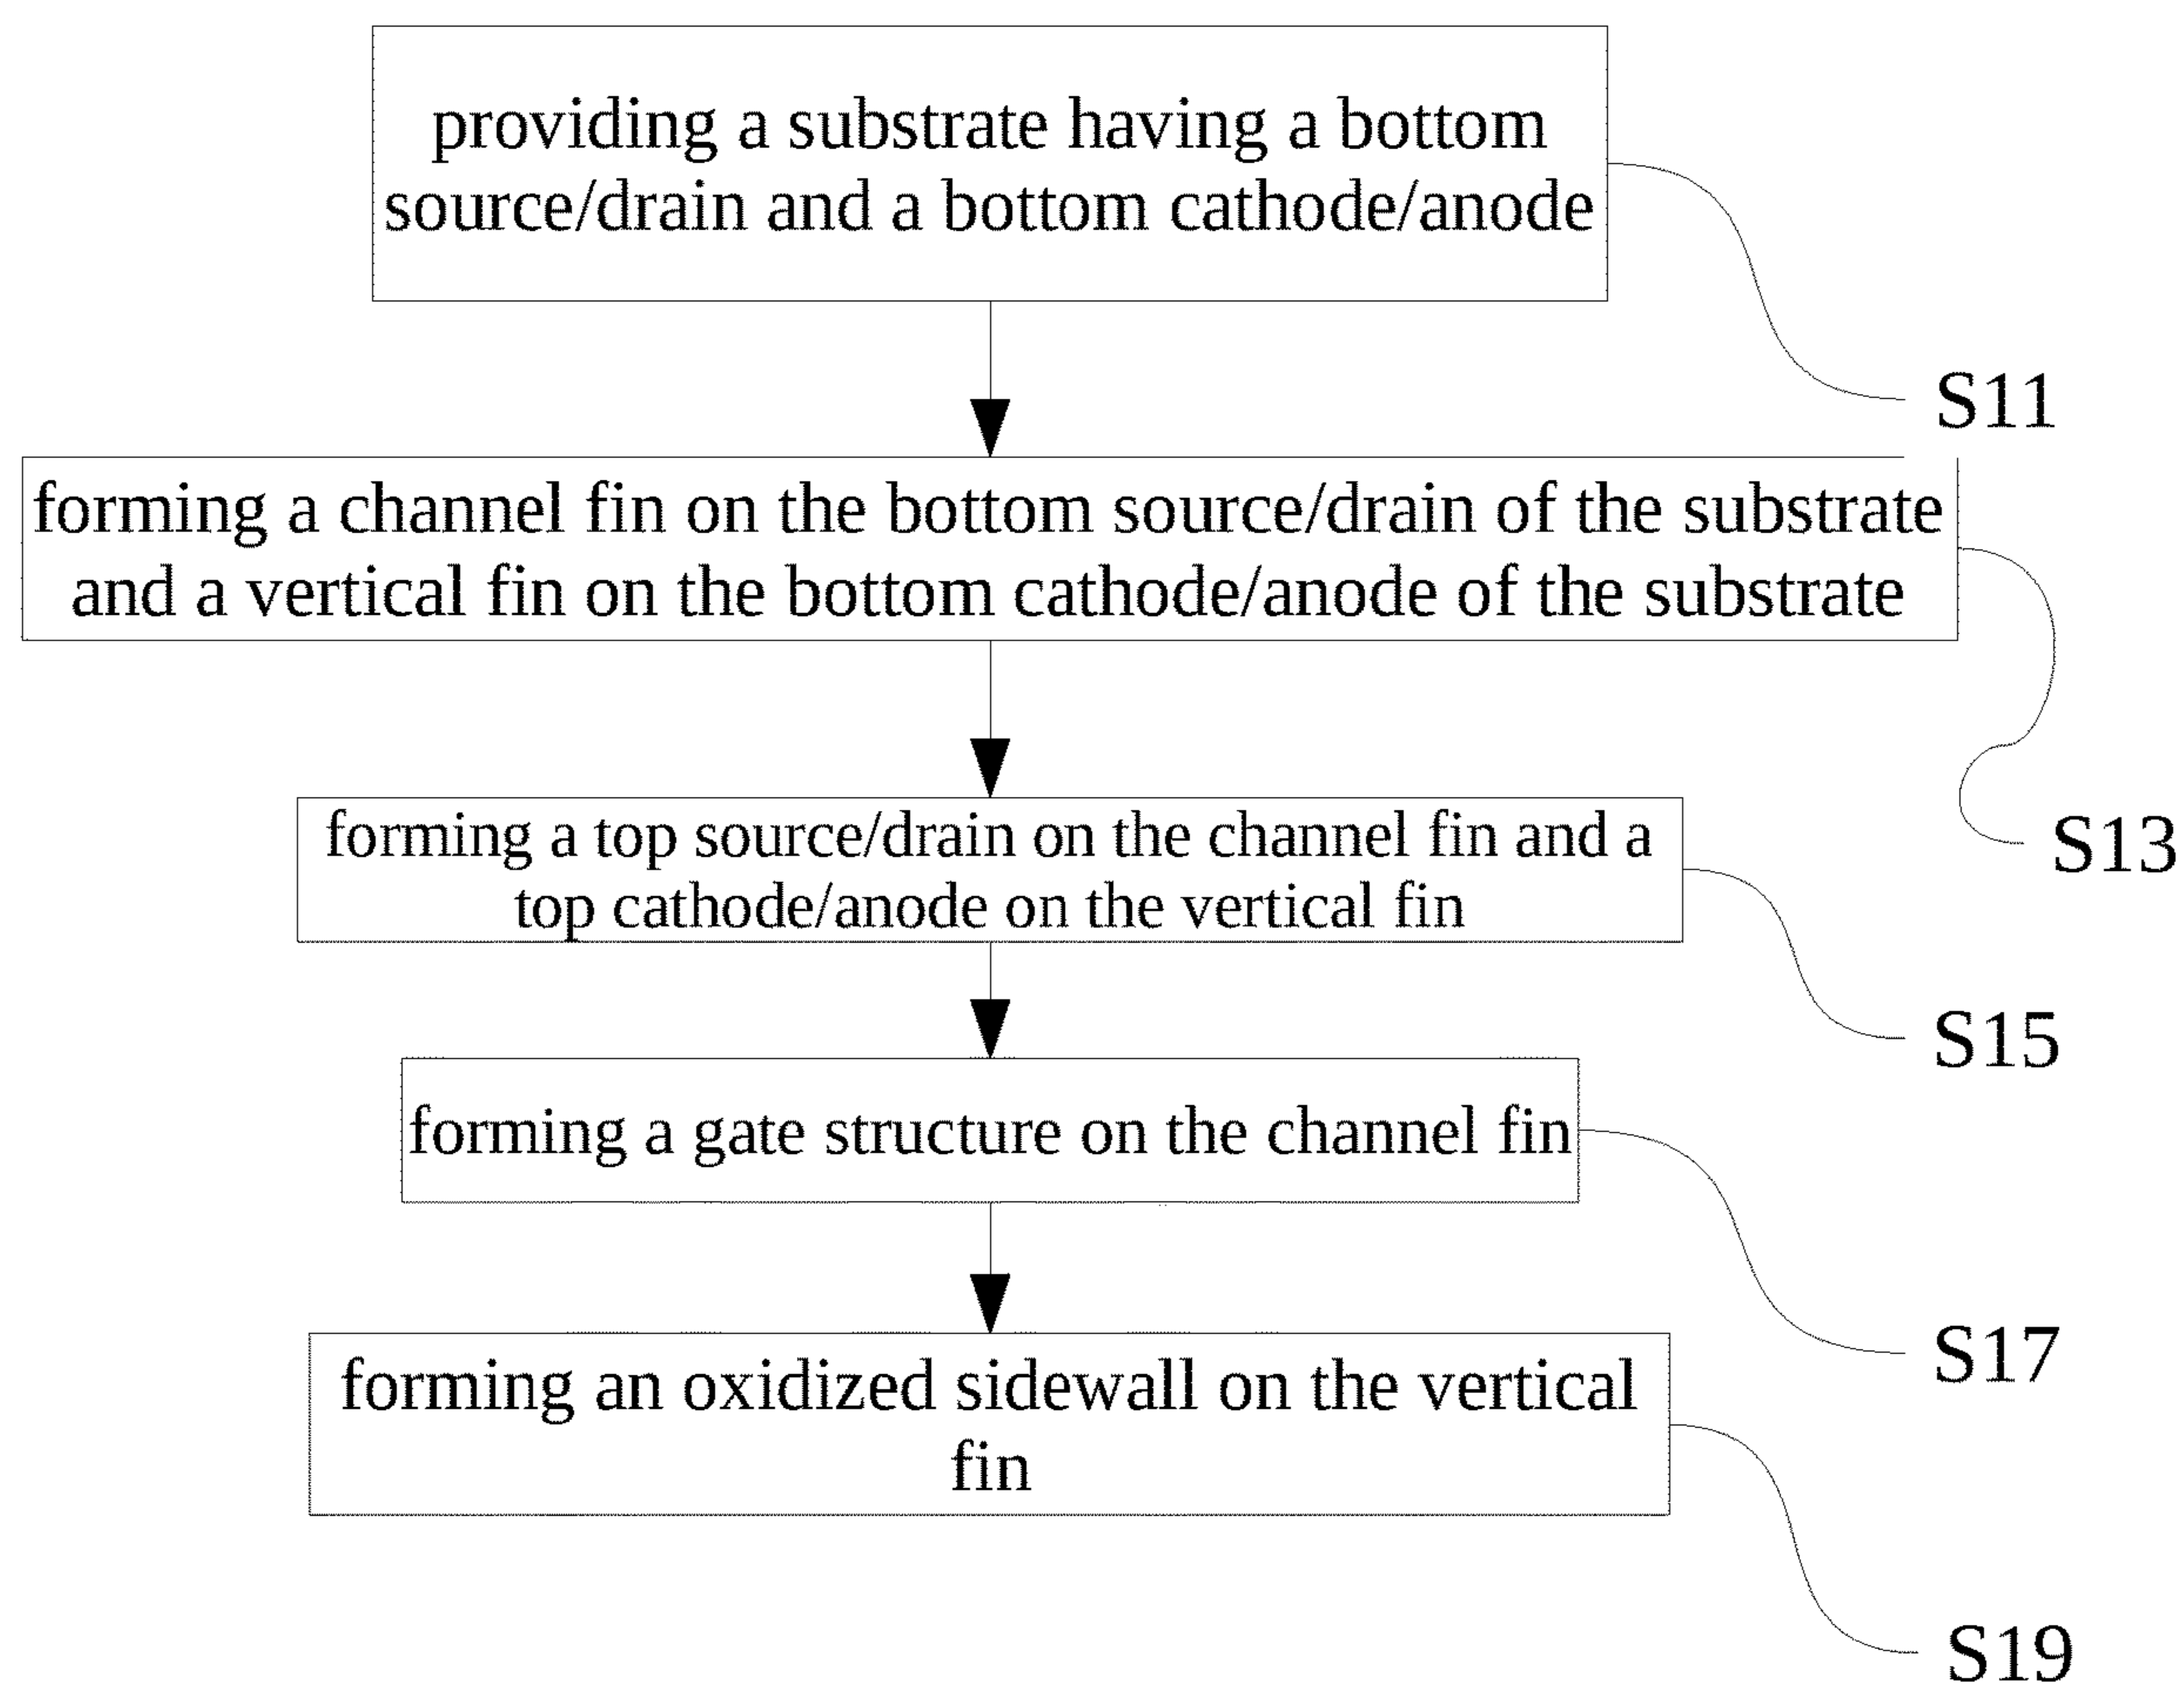 providing a substrate having a bottom
source/drain and a bottom cathode/anode
S11
forming a channel fin on the bottom source/drain of the substrate
and a vertical fin on the bottom cathode/anode of the substrate
S13
forming a top source/drain on the channel fin and a
top cathode/anode on the vertical fin
S15
forming a gate structure on the channel fin
S17
forming an oxidized sidewall on the vertical
fin
S19